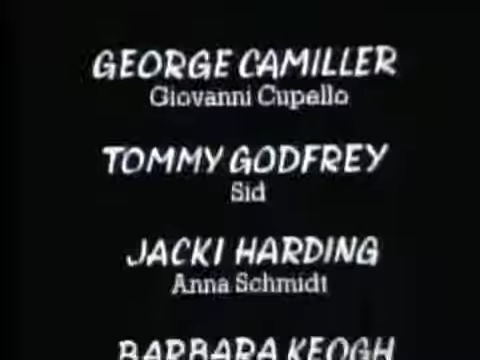 GEORGE CAMILLER
Giovanni Cupello
TOMMY GODFREY
Sid
JACKI HARDING
Anna Schmidt
BARBARA KEOGH